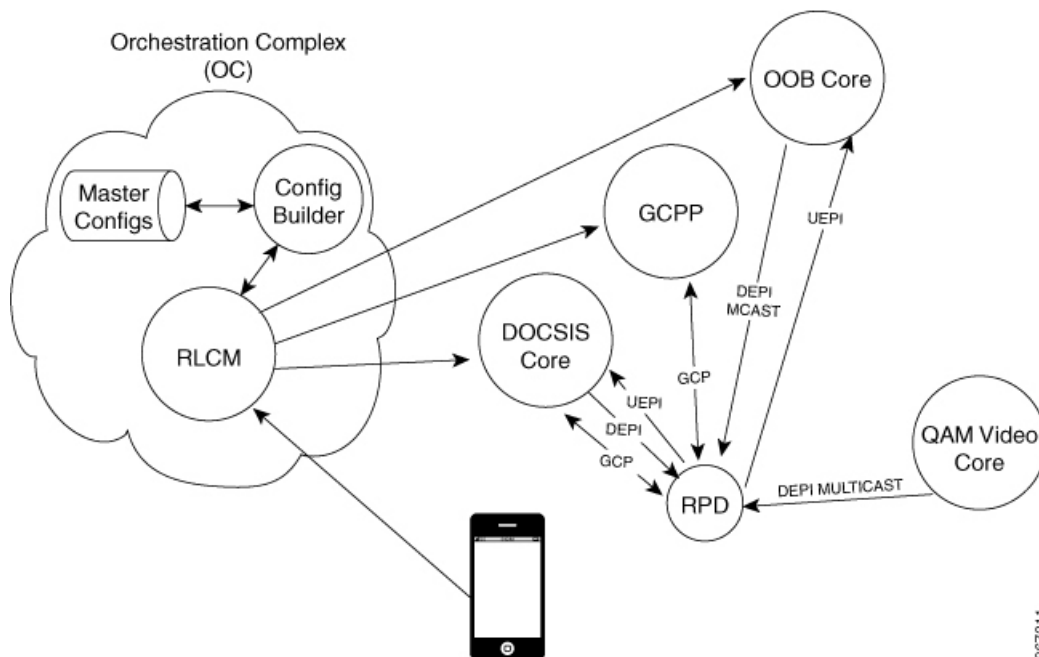 Orchestration Complex
(OC)
OOB Core
Master
Configs
Config
Builder
GCPP
UEPI
DEPI
MCAST
RLCM
DOCSIS
Core
GCP
UEPI
DEPI
GCP
QAM Video
Core
DEPI MULTICAST
RPD